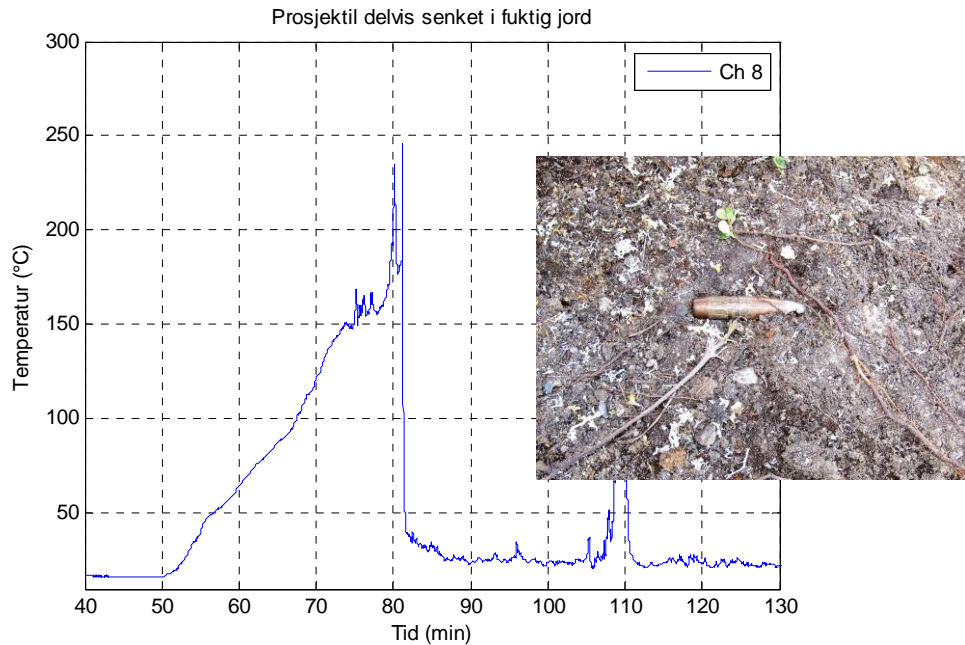 Prosjektil delvis senket i fuktig jord
300
250
200
150
100
50
Temperatur (°C)
Ch 8
40 50 60 70 80 90 100 110 120 130
Tid (min)